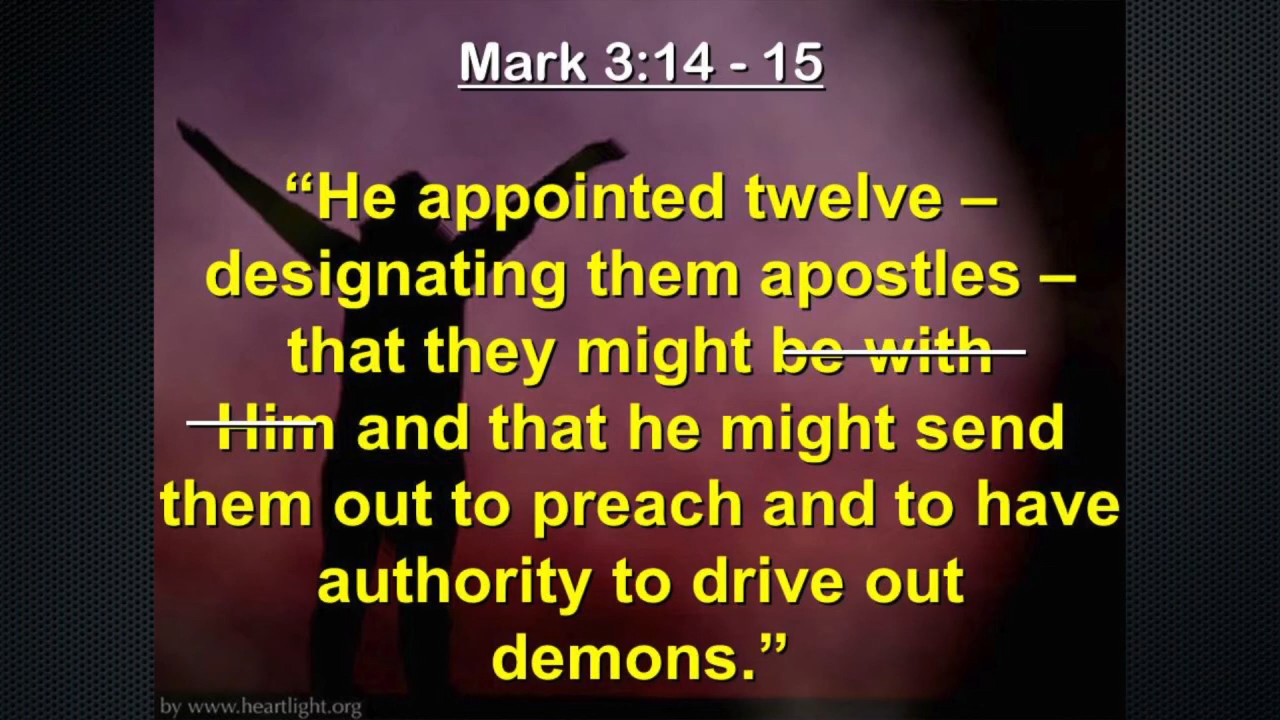 Mark 3:14 - 15
“He appointed twelve –
designating them apostles –
that they might be with
Him and that he might send
them out to preach and to have
authority to drive out
demons.”
by www.heartlight.org